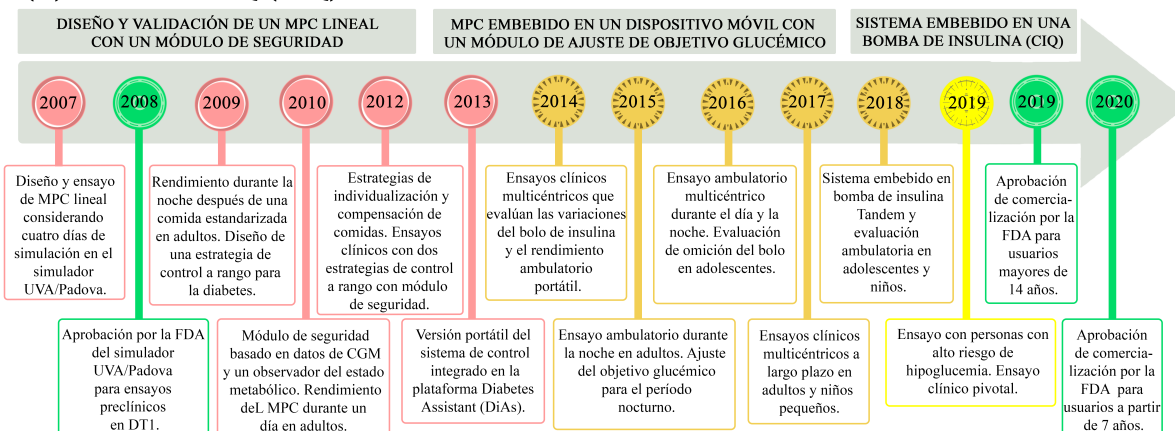 DISEÑO Y VALIDACIÓN DE UN MPC LINEAL
CON UN MÓDULO DE SEGURIDAD
MPC EMBEBIDO EN UN DISPOSITIVO MÓVIL CON
UN MÓDULO DE AJUSTE DE OBJETIVO GLUCÉMICO
SISTEMA EMBEBIDO EN UNA
BOMBA DE INSULINA (CIQ)
2007
2008
2009
2010
2012
2013
2014
2015
2016
2017
2018
2019
2019
2020
Diseño y ensayo
de MPC lineal
considerando
cuatro días de
simulación en el
simulador
UVA/Padova.
Rendimiento durante la
noche después de una
comida estandarizada
en adultos. Diseño de
una estrategia de
control a rango para
la diabetes.
Estrategias de
individualización y
compensación de
comidas. Ensayos
clínicos con dos
estrategias de control
a rango con módulo
de seguridad.
Ensayos clínicos
multicéntricos que
evalúan las variaciones
del bolo de insulina
y el rendimiento
ambulatorio
portátil.
Ensayo ambulatorio
multicéntrico
durante el día y la
noche. Evaluación
de omición del bolo
en adolescentes.
Sistema embebido en
bomba de insulina
Tandem y
evaluación
ambulatoria en
adolescentes y
niños.
Aprobación
de comercia-
lización por la
FDA para
usuarios
mayores de
14 años.
Aprobación por la FDA
del simulador
UVA/Padova
para ensayos
preclínicos
en DT1.
Módulo de seguridad
basado en datos de CGM
y un observador del estado
metabólico. Rendimiento
deL MPC durante un
día en adultos.
Versión portátil del
sistema de control
integrado en la
plataforma Diabetes
Assistant (DiAs).
Ensayo ambulatorio durante
la noche en adultos. Ajuste
del objetivo glucémico
para el período
nocturno.
Ensayos clínicos
multicéntricos a
largo plazo en
adultos y niños
pequeños.
Ensayo con personas con
alto riesgo de
hipoglucemia. Ensayo
clínico pivotal.
Aprobación
de comercia-
lización por la
FDA para
usuarios a partir
de 7 años.